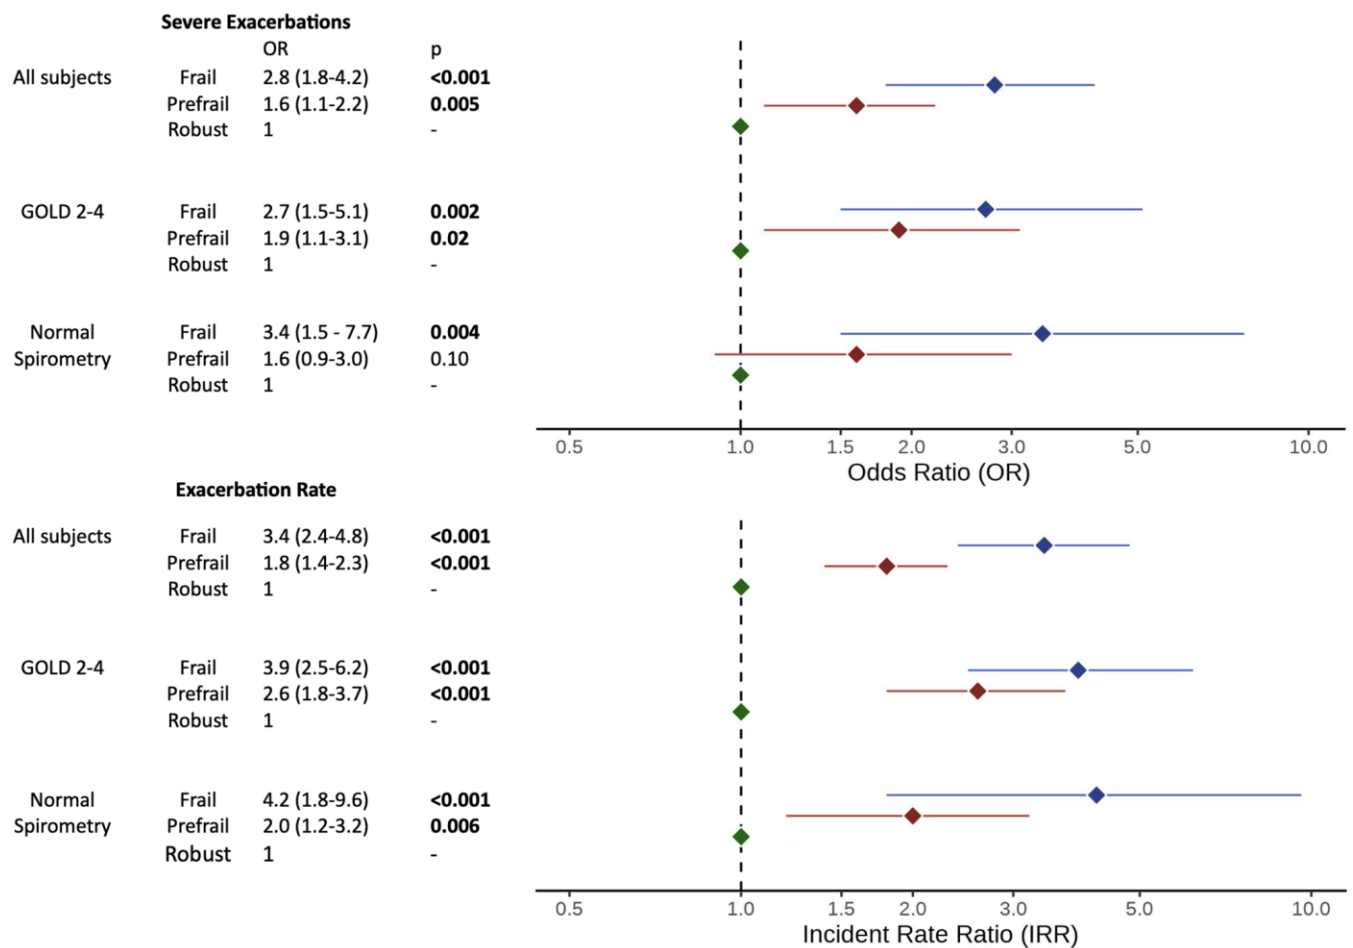 Severe Exacerbations
OR p
All subjects Frail 2.8 (1.8-4.2) <0.001
Prefrail 1.6 (1.1-2.2) 0.005
Robust 1 -
GOLD 2-4 Frail 2.7 (1.5-5.1) 0.002
Prefrail 1.9 (1.1-3.1) 0.02
Robust 1 -
Normal Frail 3.4 (1.5 - 7.7) 0.004
Spirometry Prefrail 1.6 (0.9-3.0) 0.10
Robust 1 -
0.5 1.0 1.5 2.0 3.0 5.0 10.0
Odds Ratio (OR)
Exacerbation Rate
All subjects Frail 3.4 (2.4-4.8) <0.001
Prefrail 1.8 (1.4-2.3) <0.001
Robust 1 -
GOLD 2-4 Frail 3.9 (2.5-6.2) <0.001
Prefrail 2.6 (1.8-3.7) <0.001
Robust 1 -
Normal Frail 4.2 (1.8-9.6) <0.001
Spirometry Prefrail 2.0 (1.2-3.2) 0.006
Robust 1 -
0.5 1.0 1.5 2.0 3.0 5.0 10.0
Incident Rate Ratio (IRR)